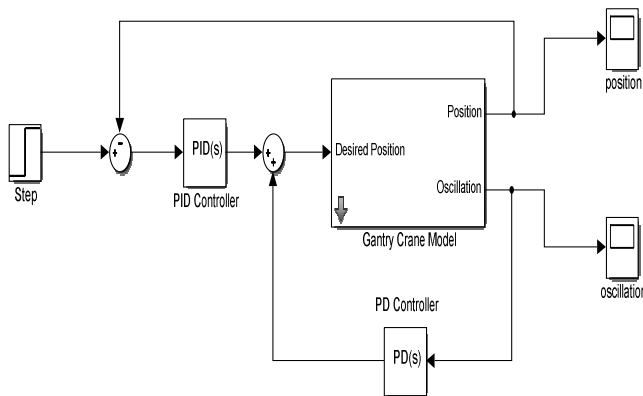 position
Position
Desired Position
PID(s)
Step
PID Controller
Oscillation
Gantry Crane Model
oscillation
PD Controller
PD(s)